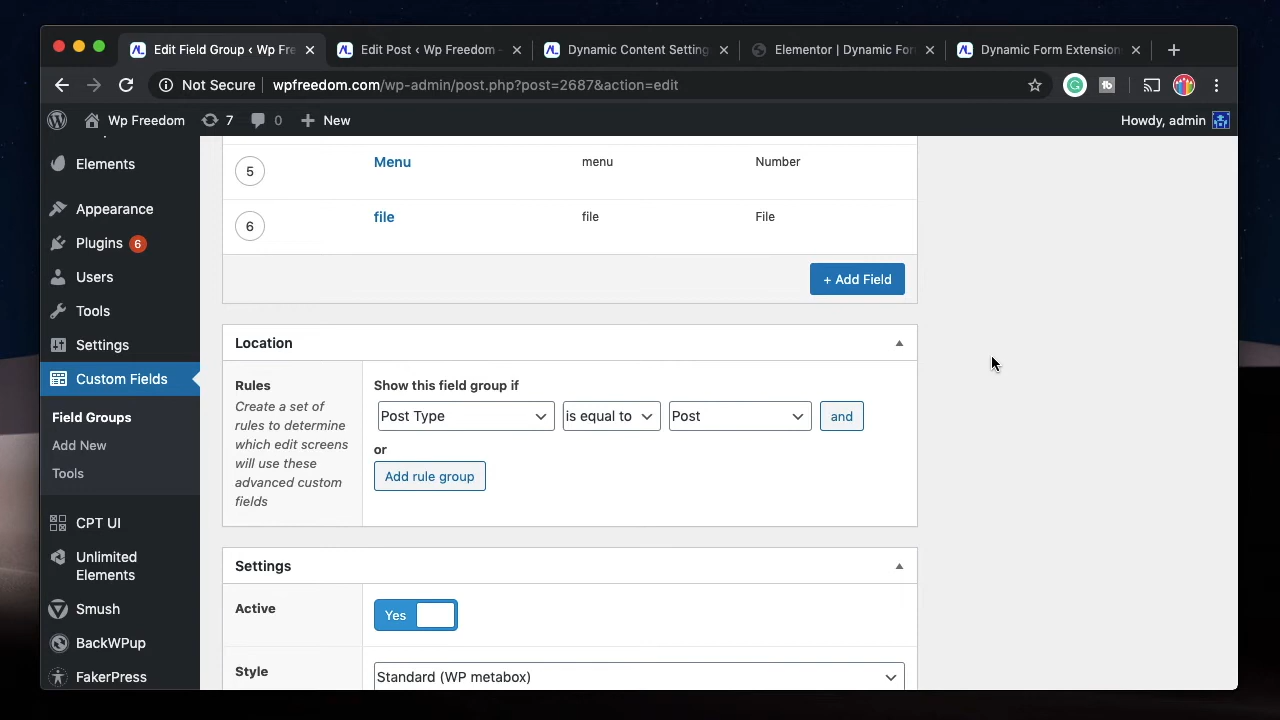 Edit Field Group ‹ Wp Fre
Edit Post ‹ Wp Freedom
Dynamic Content Setting
Elementor | Dynamic For
Dynamic Form Extension
Not Secure
wpfreedom.com/wp-admin/post.php?post=2687&action=edit
Wp Freedom
7
0
New
Howdy, admin
Elements
Appearance
Plugins 6
Users
Tools
Settings
Custom Fields
Field Groups
Add New
Tools
CPT UI
Unlimited
Elements
Smush
BackWPup
FakerPress
5 Menu menu Number
6 file file File
+ Add Field
Location
Rules
Create a set of
rules to determine
which edit screens
will use these
advanced custom
fields
Show this field group if
Post Type is equal to Post and
or
Add rule group
Settings
Active
Yes
Style
Standard (WP metabox)